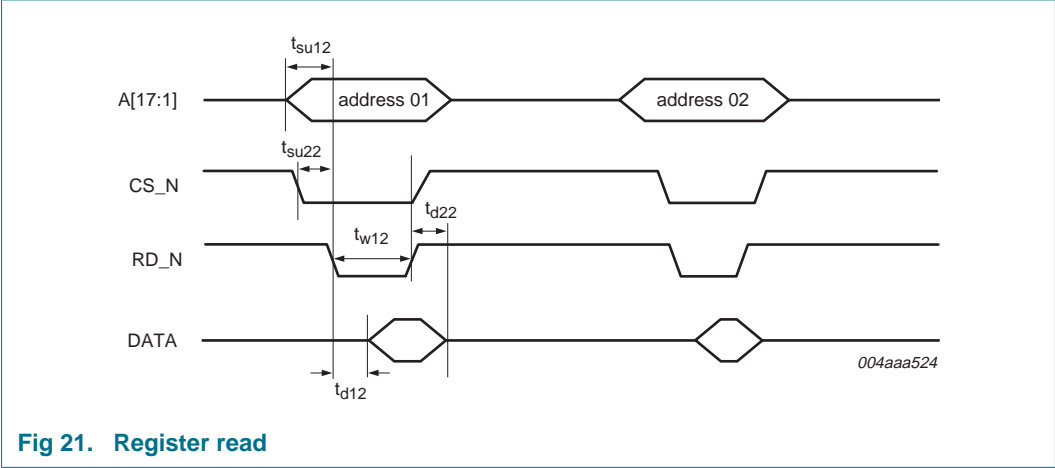 tsu12
A[17:1]
address 01
address 02
tsu22
CS_N
td22
tw12
RD_N
DATA
004aaa524
td12
Fig 21. Register read